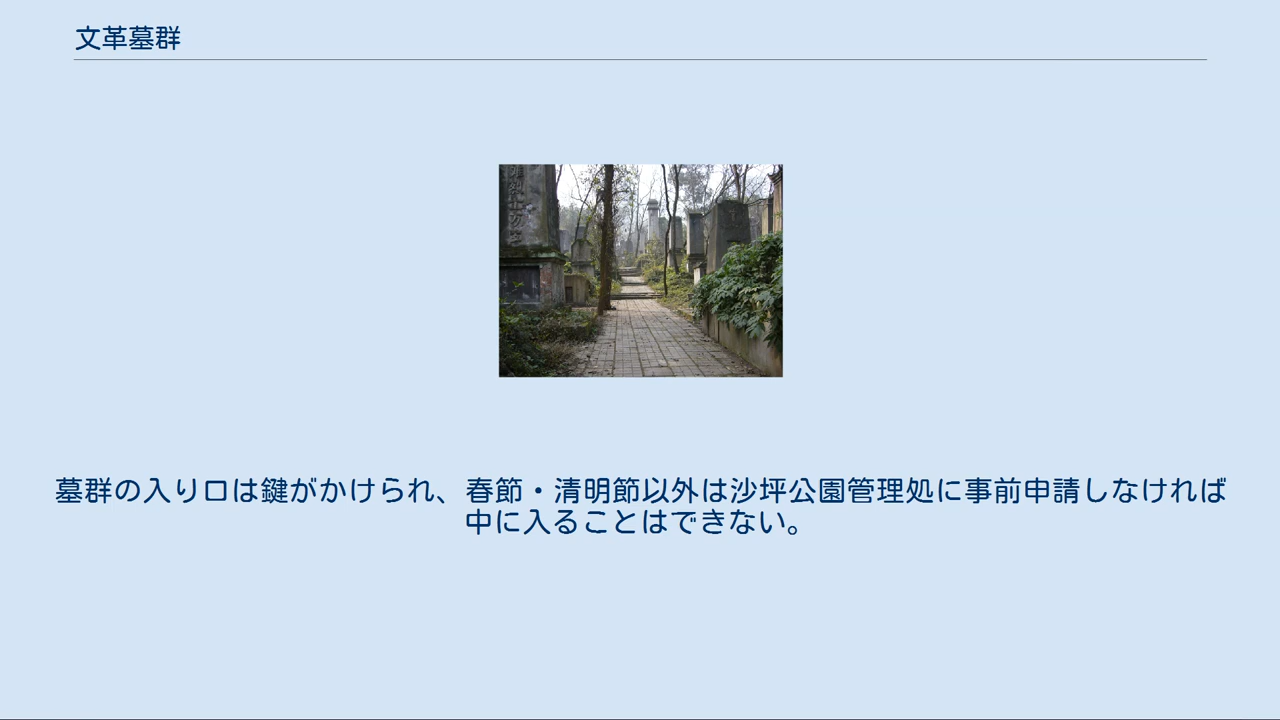 文革墓群
墓群の入り口は鍵がかけられ、春節・清明節以外は沙坪公園管理処に事前申請しなければ
中に入ることはできない。